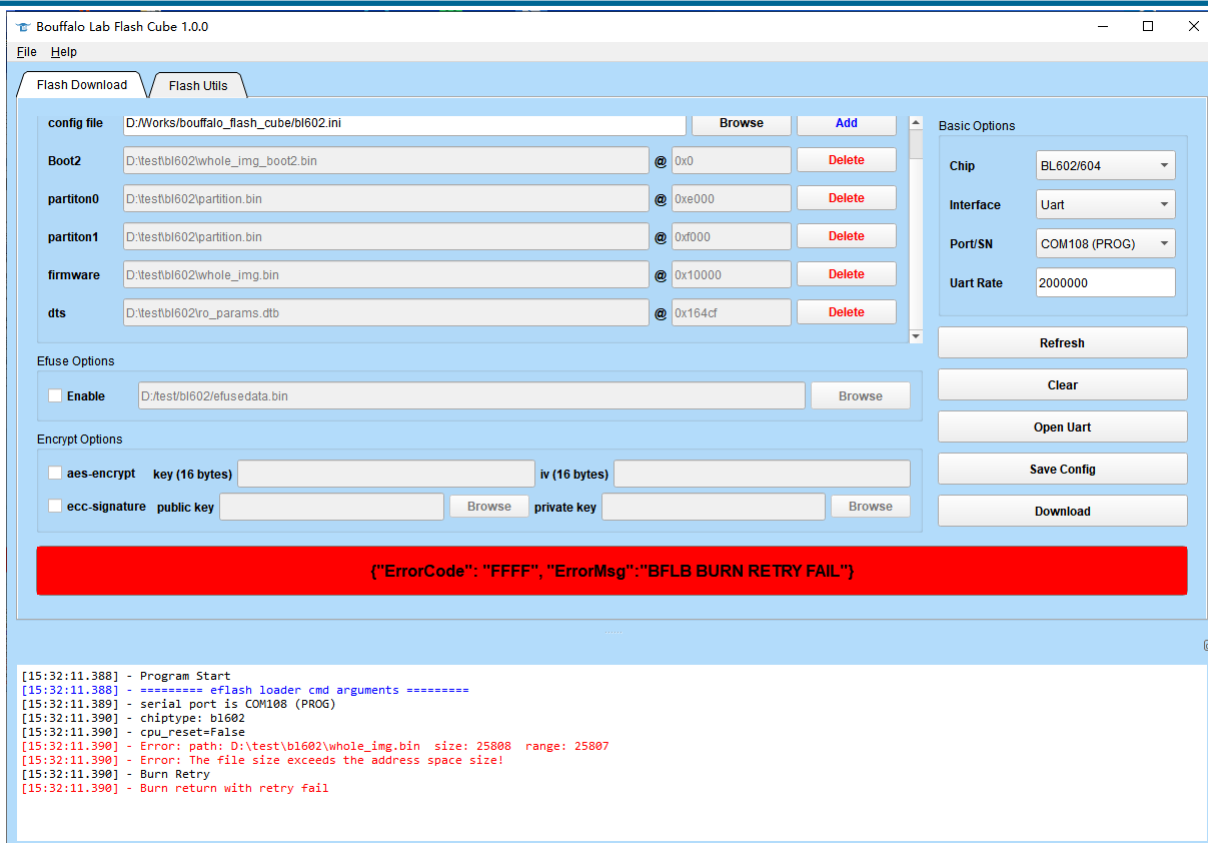 Bouffalo Lab Flash Cube 1.0.0
File Help
Flash Download Flash Utils
config file D:/Works/bouffalo_flash_cube/bl602.ini Browse Add
Boot2 D:\test\bl602\whole_img_boot2.bin @ 0x0 Delete
partiton0 D:\test\bl602\partition.bin @ 0xe000 Delete
partiton1 D:\test\bl602\partition.bin @ 0xf000 Delete
firmware D:\test\bl602\whole_img.bin @ 0x10000 Delete
dts D:\test\bl602\ro_params.dtb @ 0x164cf Delete
Efuse Options
Enable D:/test/bl602/efusedata.bin Browse
Encrypt Options
aes-encrypt key (16 bytes) iv (16 bytes)
ecc-signature public key Browse private key Browse
Basic Options
Chip BL602/604
Interface Uart
Port/SN COM108 (PROG)
Uart Rate 2000000
Refresh
Clear
Open Uart
Save Config
Download
{"ErrorCode": "FFFF", "ErrorMsg":"BFLB BURN RETRY FAIL"}
[15:32:11.388] - Program Start
[15:32:11.388] - ========= eflash loader cmd arguments =========
[15:32:11.389] - serial port is COM108 (PROG)
[15:32:11.390] - chiptype: bl602
[15:32:11.390] - cpu_reset=False
[15:32:11.390] - Error: path: D:\test\bl602\whole_img.bin size: 25808 range: 25807
[15:32:11.390] - Error: The file size exceeds the address space size!
[15:32:11.390] - Burn Retry
[15:32:11.390] - Burn return with retry fail